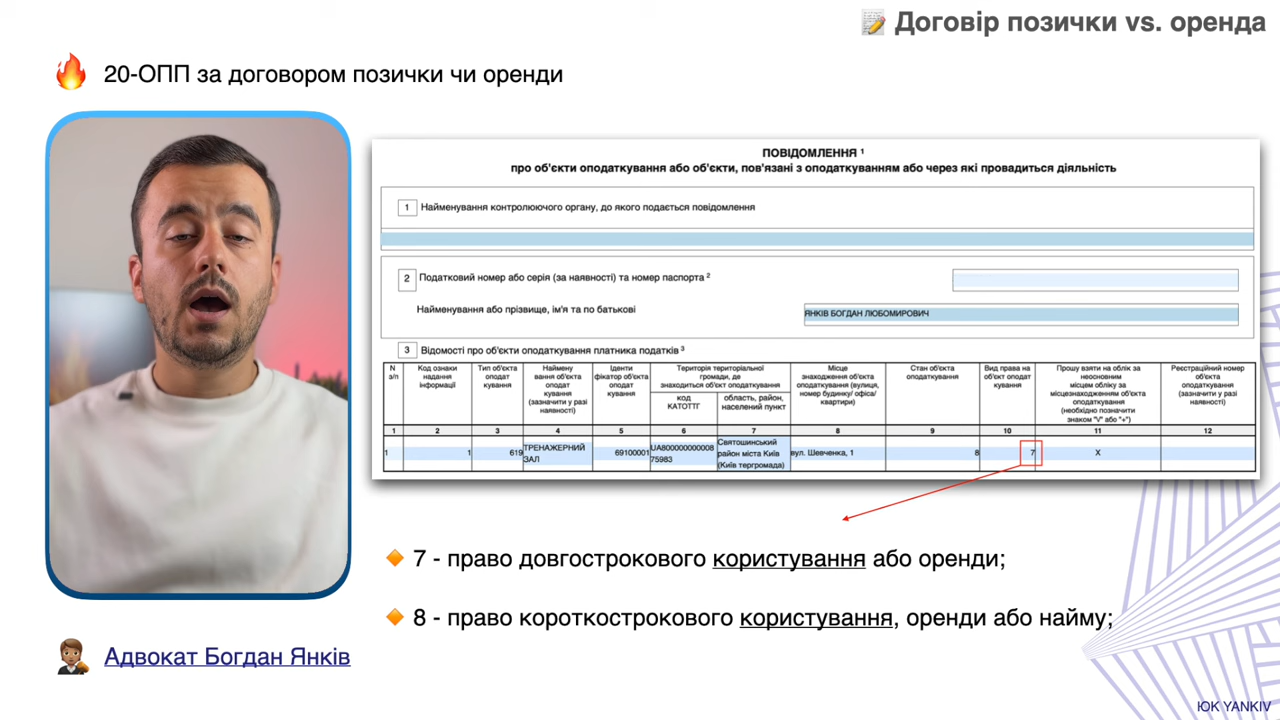 Договір позички vs. оренда
20-ОПП за договором позички чи оренди
ПОВІДОМЛЕННЯ ¹
про об'єкти оподаткування або об'єкти, пов'язані з оподаткуванням або через які провадиться діяльність
1 Найменування контролюючого органу, до якого подається повідомлення
2 Податковий номер або серія (за наявності) та номер паспорта ²
Найменування або прізвище, ім'я та по батькові
ЯНКІВ БОГДАН ЛЮБОМИРОВИЧ
3 Відомості про об'єкти оподаткування платника податків ³
N
з/п
Код ознаки
надання
інформації
Тип об'єкта
оподат
кування
Наймену
вання об'єкта
оподат
кування
(зазначити у разі
наявності)
Іденти
фікатор об'єкта
оподат
кування
Територія територіальної
громади, де
знаходиться об'єкт оподаткування
код
КАТОТТГ
область, район,
населений пункт
Місце
знаходження об'єкта
оподаткування (вулиця,
номер будинку/ офіса/
квартири)
Стан об'єкта
оподаткування
Вид права на
об'єкт оподат
кування
Прошу взяти на облік за
неосновним
місцем обліку за
місцезнаходженням об'єкта
оподаткування
(необхідно позначити
знаком "V" або "+")
Реєстраційний номер
об'єкта
оподаткування
(зазначити у разі
наявності)
1 2 3 4 5 6 7 8 9 10 11 12
1
1
619
ТРЕНАЖЕРНИЙ
ЗАЛ
69100001
UA800000000008
75983
Святошинський
район міста Київ
(Київ тергромада)
вул. Шевченка, 1
8
7
X
7 - право довгострокового користування або оренди;
8 - право короткострокового користування, оренди або найму;
Адвокат Богдан Янків
ЮК YANKIV